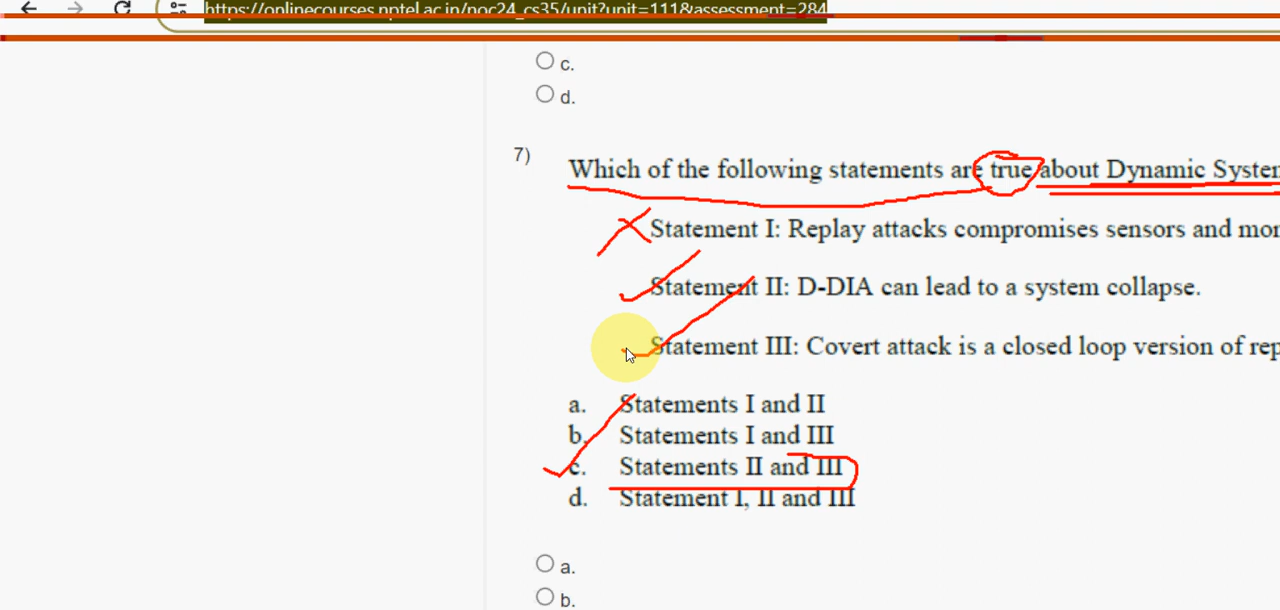 https://onlinecourses.nptel.ac.in/noc24_cs35/unit?unit=111&assessment=284
c.
d.
7)
Which of the following statements are true about Dynamic System
Statement I: Replay attacks compromises sensors and
Statement II: D-DIA can lead to a system collapse.
Statement III: Covert attack is a closed loop version of
a. Statements I and II
b. Statements I and III
c. Statements II and III
d. Statement I, II and III
a.
b.